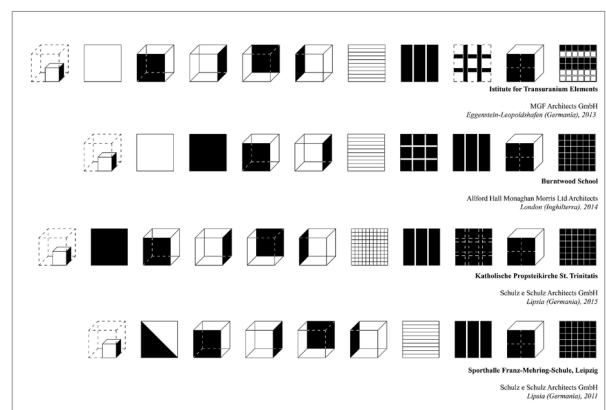 Istitute for Transuranium Elements
MGF Architects GmbH
Eggenstein-Leopoldshafen (Germania), 2013
Burntwood School
Allford Hall Monaghan Morris Ltd Architects
London (Inghilterra), 2014
Katholische Propsteikirche St. Trinitatis
Schulz e Schulz Architects GmbH
Lipsia (Germania), 2015
Sporthalle Franz-Mehring-Schule, Leipzig
Schulz e Schulz Architects GmbH
Lipsia (Germania), 2011